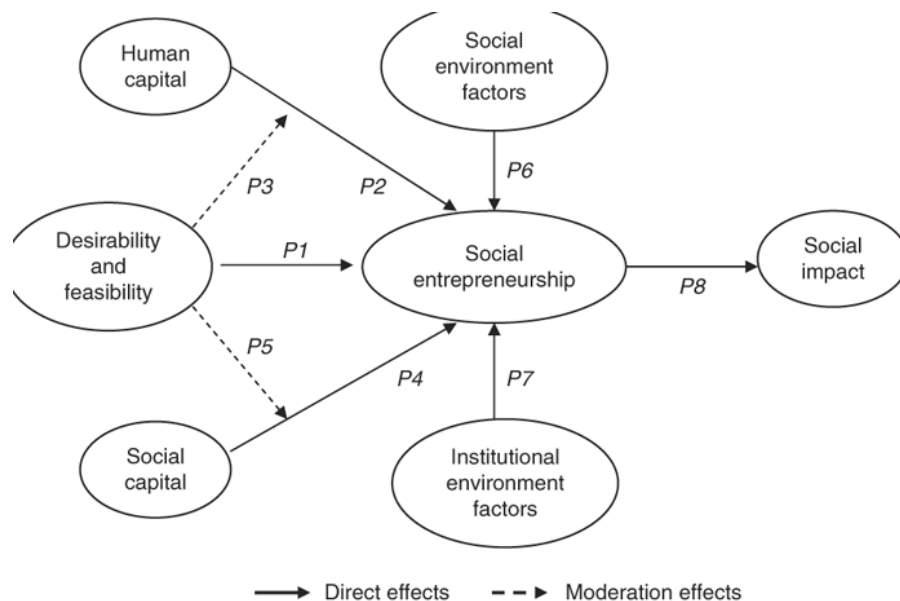 Human
capital
Social
environment
factors
P3
P2
P6
Desirability
and
feasibility
P1
Social
entrepreneurship
P8
Social
impact
P5
P4
P7
Social
capital
Institutional
environment
factors
Direct effects
Moderation effects